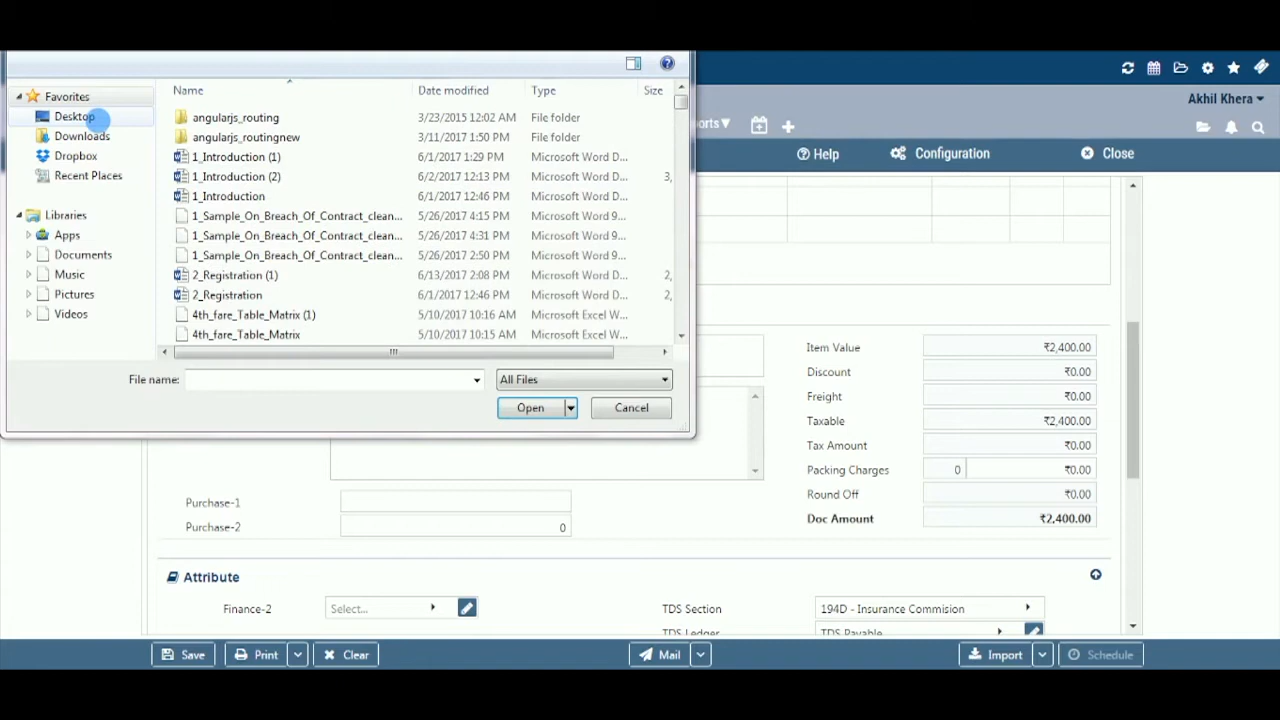 Name Date modified Type Size
Favorites
Desktop
Downloads
Dropbox
Recent Places
Libraries
Apps
Documents
Music
Pictures
Videos
angularjs_routing 3/23/2015 12:02 AM File folder
angularjs_routingnew 3/11/2017 1:50 PM File folder
1_Introduction (1) 6/1/2017 1:29 PM Microsoft Word D...
1_Introduction (2) 6/2/2017 12:13 PM Microsoft Word D... 3,
1_Introduction 6/1/2017 12:46 PM Microsoft Word D...
1_Sample_On_Breach_Of_Contract_clean... 5/26/2017 4:15 PM Microsoft Word 9...
1_Sample_On_Breach_Of_Contract_clean... 5/26/2017 4:31 PM Microsoft Word 9...
1_Sample_On_Breach_Of_Contract_clean... 5/26/2017 2:50 PM Microsoft Word 9...
2_Registration (1) 6/13/2017 2:08 PM Microsoft Word D... 2,
2_Registration 6/1/2017 12:46 PM Microsoft Word D... 2,
4th_fare_Table_Matrix (1) 5/10/2017 10:16 AM Microsoft Excel W...
4th_fare_Table_Matrix 5/10/2017 10:15 AM Microsoft Excel W...
File name: All Files
Open Cancel
Akhil Khera
orts
Help Configuration Close
Item Value ₹2,400.00
Discount ₹0.00
Freight ₹0.00
Taxable ₹2,400.00
Tax Amount ₹0.00
Packing Charges 0 ₹0.00
Round Off ₹0.00
Doc Amount ₹2,400.00
Purchase-1
Purchase-2 0
Attribute
Finance-2 Select... TDS Section 194D - Insurance Commision
TDS Ledger TDS Payable
Save Print Clear Mail Import Schedule